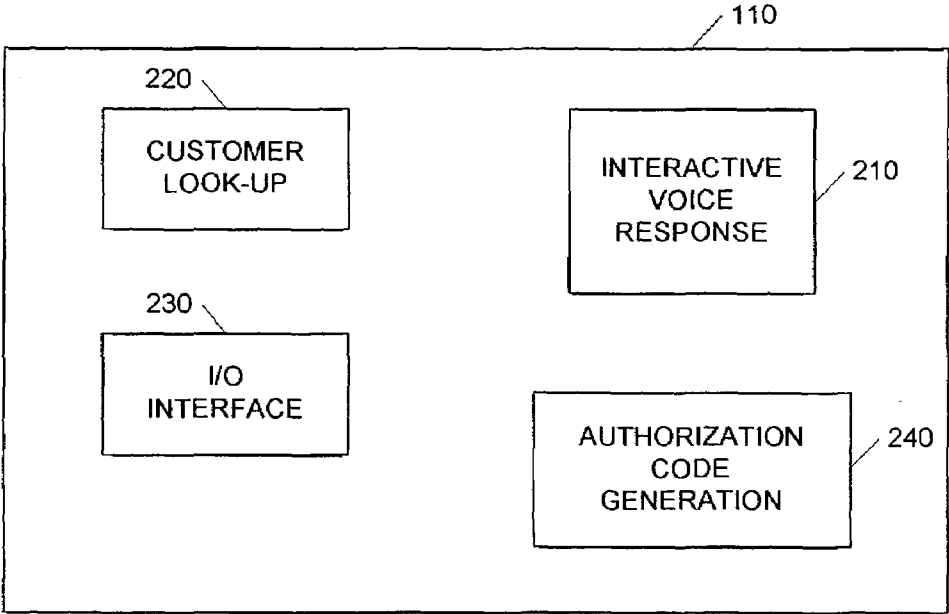 110
220
CUSTOMER
LOOK-UP
INTERACTIVE
VOICE
RESPONSE
210
230
I/O
INTERFACE
AUTHORIZATION
CODE
GENERATION
240